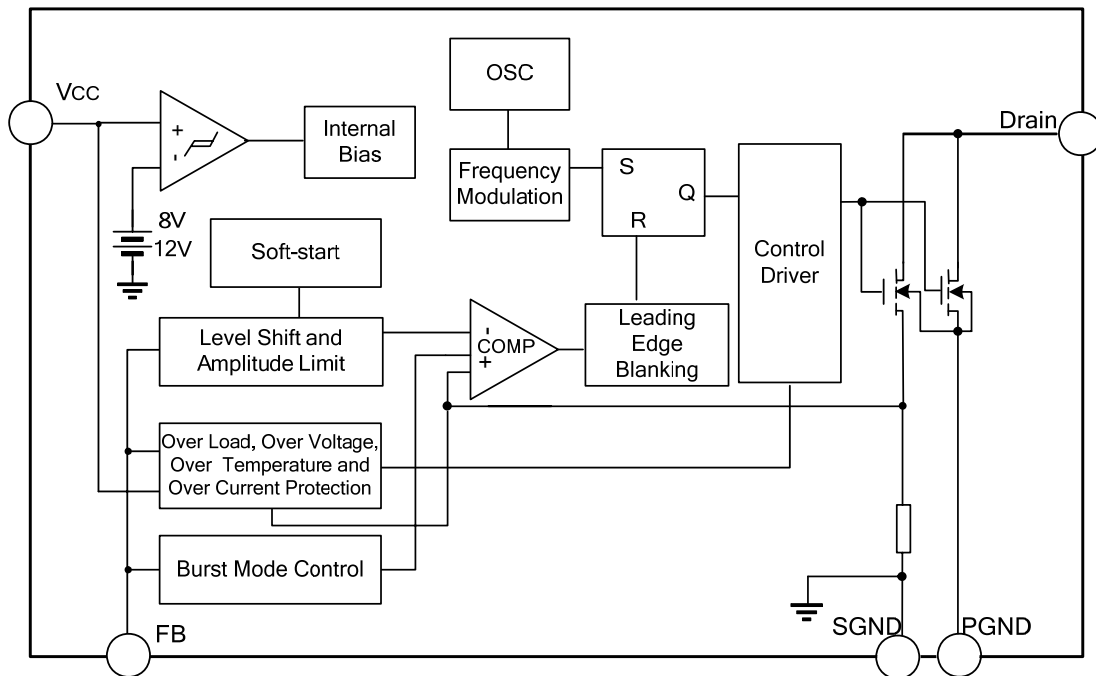 VCC
+
-
8V
12V
Internal
Bias
OSC
Frequency
Modulation
S
Q
R
Control
Driver
Drain
Soft-start
Level Shift and
Amplitude Limit
-
COMP
+
Leading
Edge
Blanking
Over Load, Over Voltage,
Over Temperature and
Over Current Protection
Burst Mode Control
FB
SGND
PGND